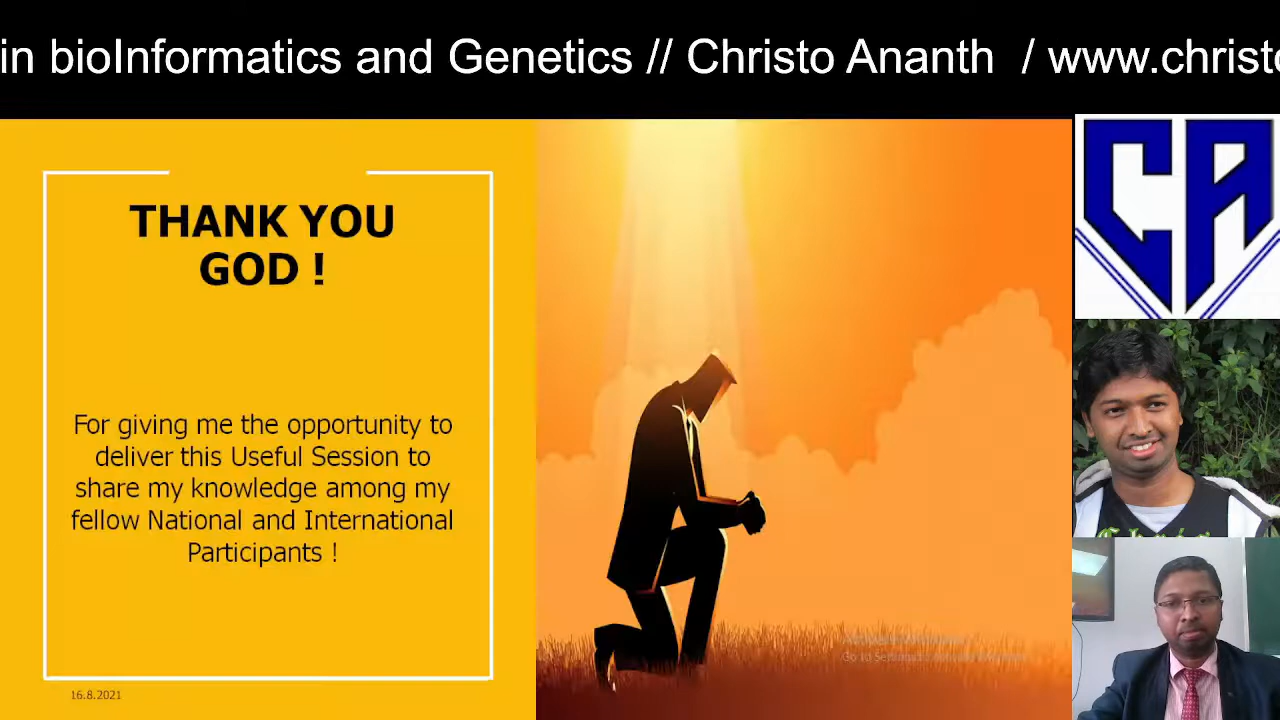 in bioInformatics and Genetics // Christo Ananth / www.christo
CA
THANK YOU
GOD !
For giving me the opportunity to
deliver this Useful Session to
share my knowledge among my
fellow National and International
Participants !
16.8.2021